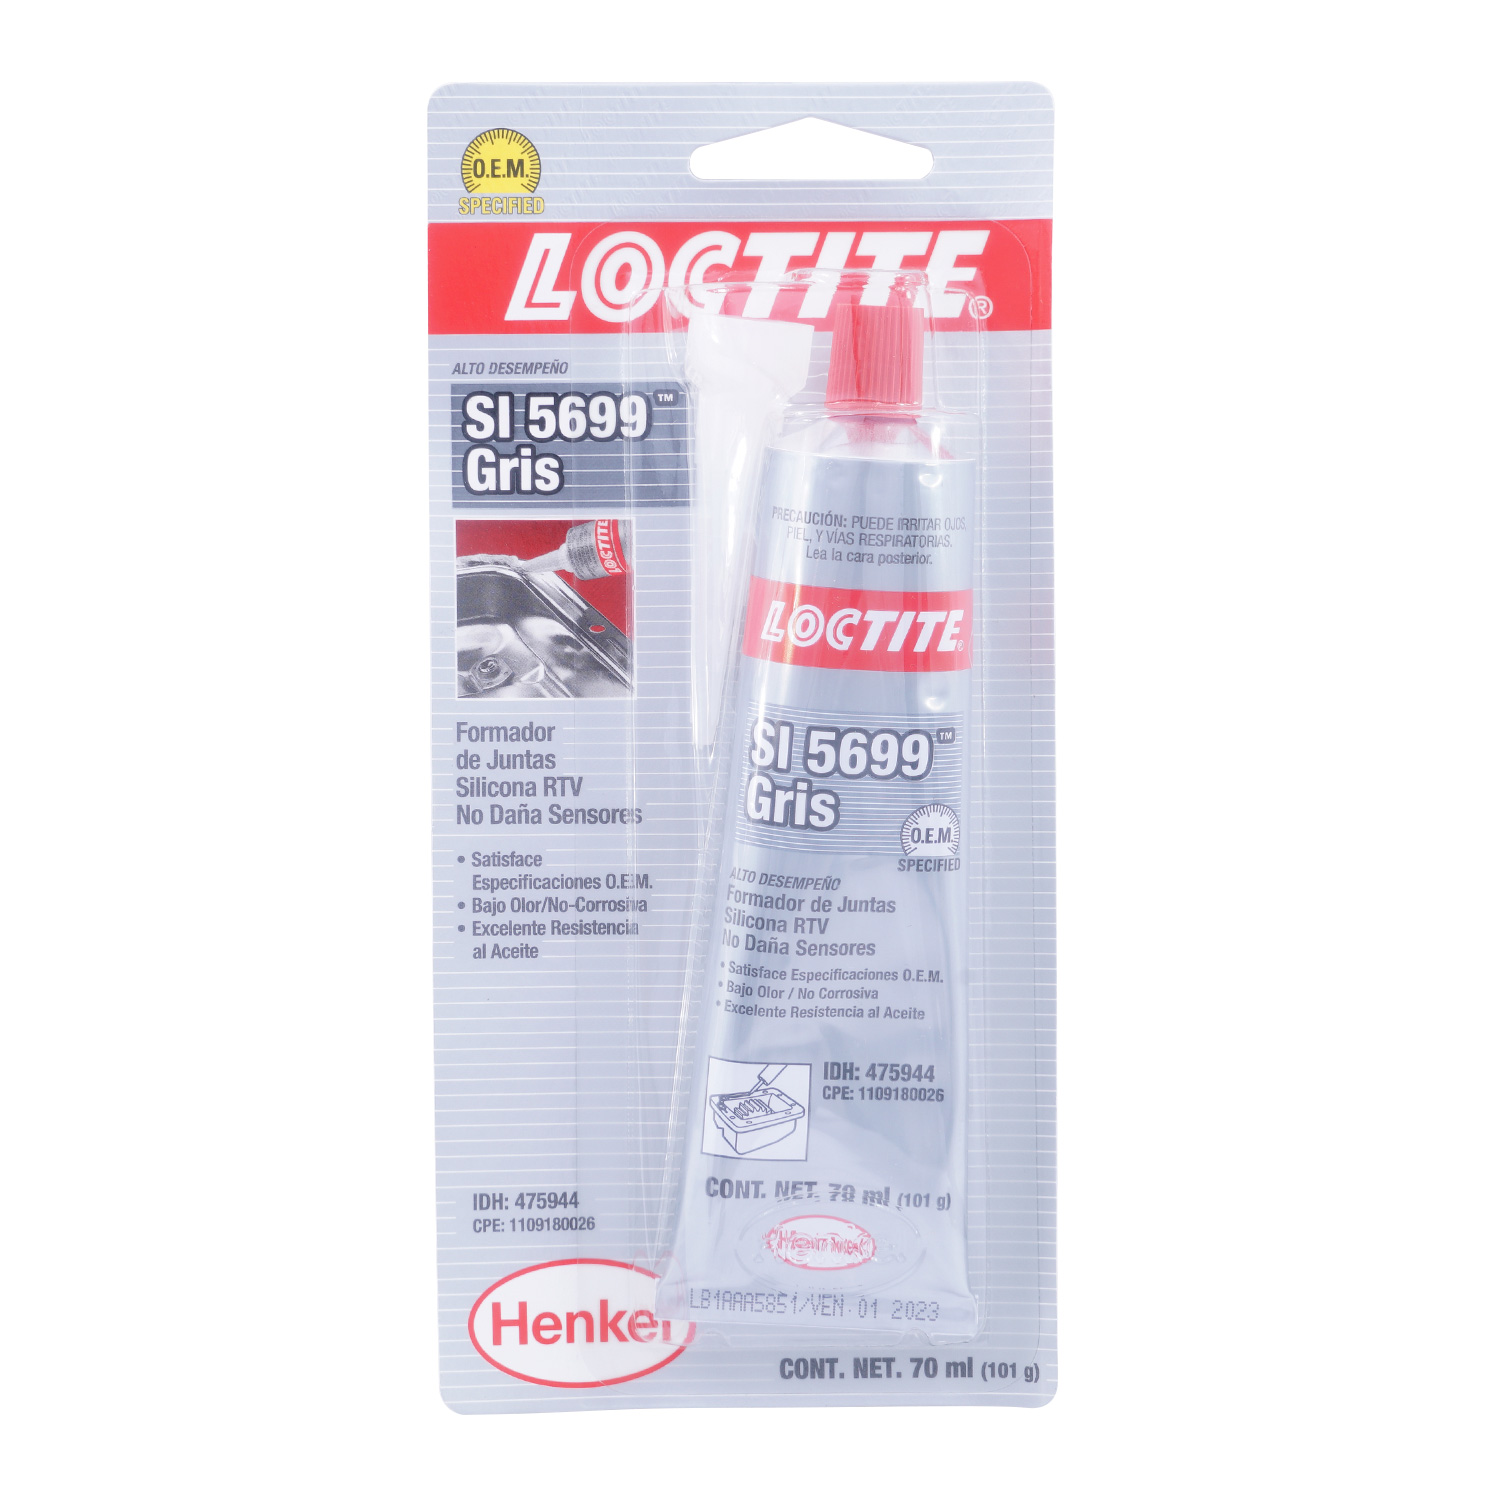 O.E.M.
SPECIFIED
LOCTITE®
ALTO DESEMPEÑO
SI 5699™
Gris
LOCTITE
Formador
de Juntas
Silicona RTV
No Daña Sensores
• Satisface
Especificaciones O.E.M.
• Bajo Olor/No-Corrosiva
• Excelente Resistencia
al Aceite
IDH: 475944
CPE: 1109180026
Henkel
CONT. NET. 70 ml (101 g)
PRECAUCIÓN: PUEDE IRRITAR OJOS,
PIEL, Y VÍAS RESPIRATORIAS.
Lea la cara posterior.
LOCTITE®
SI 5699™
Gris
O.E.M.
SPECIFIED
ALTO DESEMPEÑO
Formador de Juntas
Silicona RTV
No Daña Sensores
• Satisface Especificaciones O.E.M.
• Bajo Olor / No Corrosiva
• Excelente Resistencia al Aceite
IDH: 475944
CPE: 1109180026
CONT. NET. 70 ml (101 g)
Henkel
LB1AAA5851/VEN.01 2023